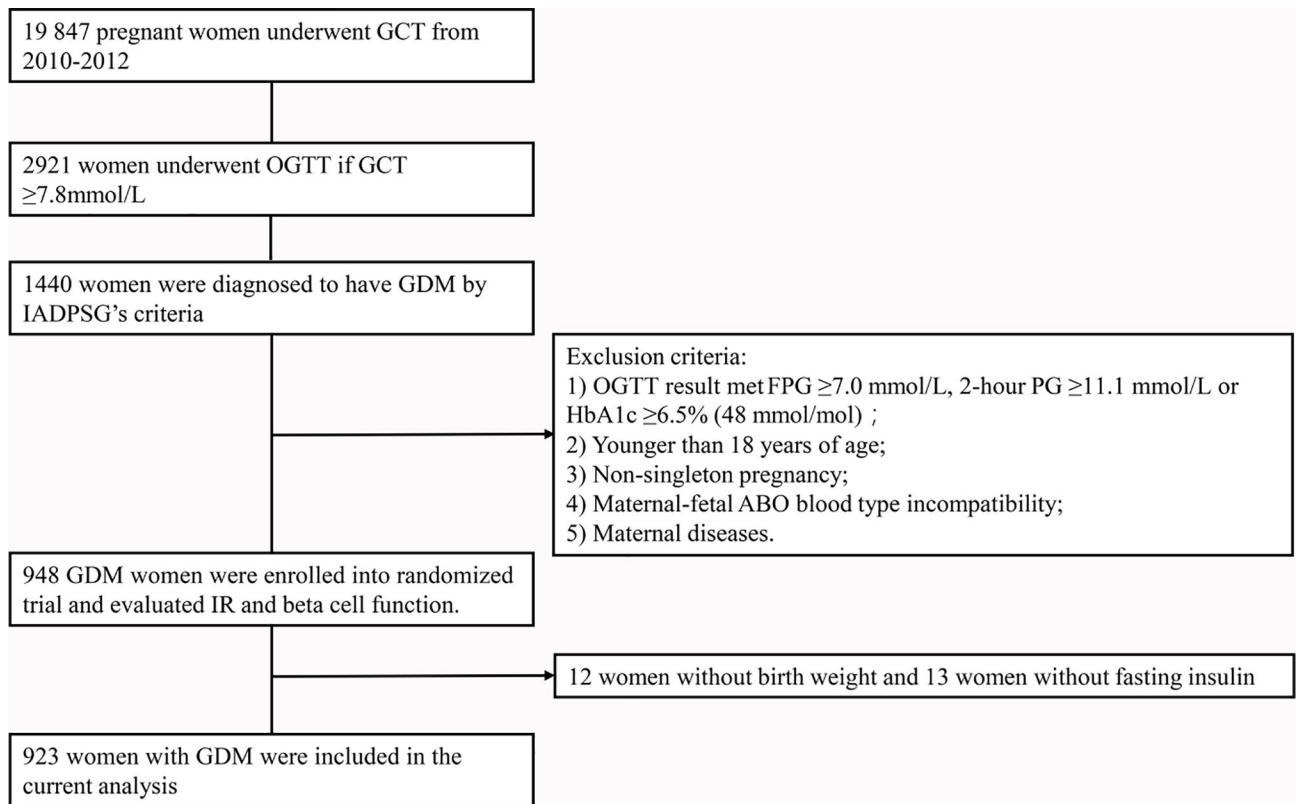 19 847 pregnant women underwent GCT from
2010-2012
2921 women underwent OGTT if GCT
≥7.8mmol/L
1440 women were diagnosed to have GDM by
IADPSG’s criteria
Exclusion criteria:
1) OGTT result met FPG ≥7.0 mmol/L, 2-hour PG ≥11.1 mmol/L or
HbA1c ≥6.5% (48 mmol/mol) ;
2) Younger than 18 years of age;
3) Non-singleton pregnancy;
4) Maternal-fetal ABO blood type incompatibility;
5) Maternal diseases.
948 GDM women were enrolled into randomized
trial and evaluated IR and beta cell function.
12 women without birth weight and 13 women without fasting insulin
923 women with GDM were included in the
current analysis